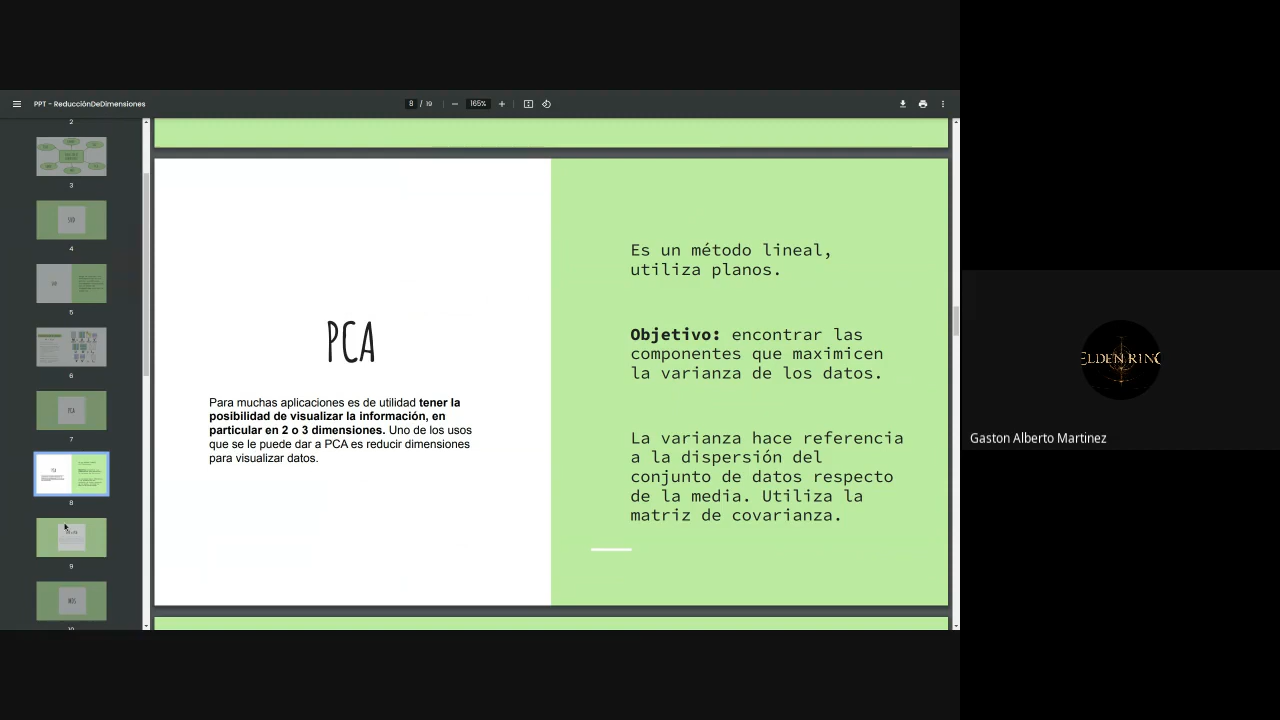 PPT - ReducciónDeDimensiones
8 / 19
165%
2
3
SVD
4
5
6
PCA
7
PCA
8
9
MDS
PCA
Para muchas aplicaciones es de utilidad tener la
posibilidad de visualizar la información, en
particular en 2 o 3 dimensiones. Uno de los usos
que se le puede dar a PCA es reducir dimensiones
para visualizar datos.
Es un método lineal,
utiliza planos.
Objetivo: encontrar las
componentes que maximicen
la varianza de los datos.
La varianza hace referencia
a la dispersión del
conjunto de datos respecto
de la media. Utiliza la
matriz de covarianza.
ELDEN RING
Gaston Alberto Martinez